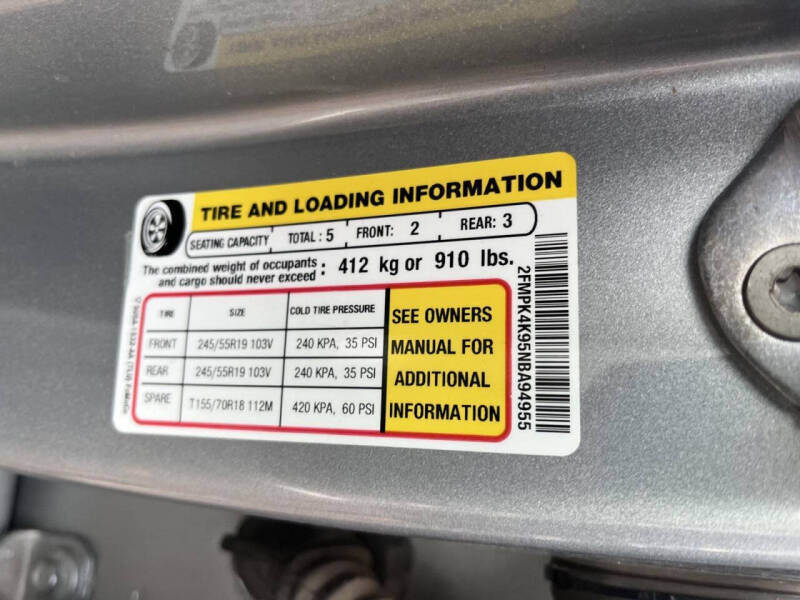 TIRE AND LOADING INFORMATION
SEATING CAPACITY TOTAL: 5 FRONT: 2 REAR: 3
The combined weight of occupants and cargo should never exceed : 412 kg or 910 lbs.
TIRE SIZE COLD TIRE PRESSURE
FRONT 245/55R19 103V 240 KPA, 35 PSI
REAR 245/55R19 103V 240 KPA, 35 PSI
SPARE T155/70R18 112M 420 KPA, 60 PSI
SEE OWNERS
MANUAL FOR
ADDITIONAL
INFORMATION
2FMPK4K95NBA94955